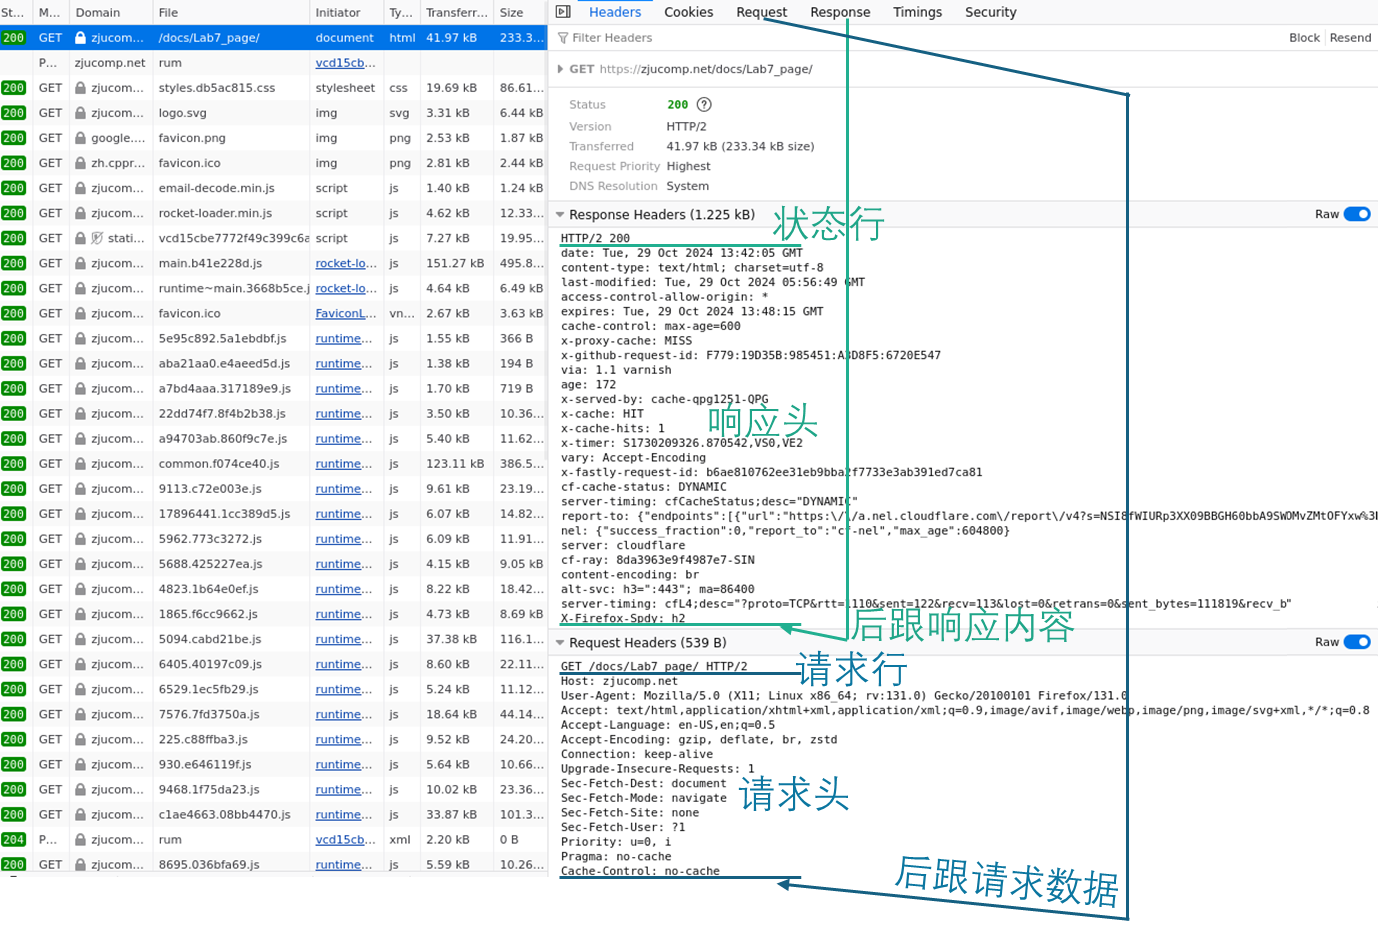 St... M... Domain File Initiator Ty... Transferr... Size
200 GET zjucom... /docs/Lab7_page/ document html 41.97 kB 233.3...
P... zjucomp.net rum vcd15cb...
200 GET zjucom... styles.db5ac815.css stylesheet css 19.69 kB 86.61...
200 GET zjucom... logo.svg img svg 3.31 kB 6.44 kB
200 GET google.... favicon.png img png 2.53 kB 1.87 kB
200 GET zh.cppr... favicon.ico img png 2.81 kB 2.44 kB
200 GET zjucom... email-decode.min.js script js 1.40 kB 1.24 kB
200 GET zjucom... rocket-loader.min.js script js 4.62 kB 12.33...
200 GET stati... vcd15cbe7772f49c399c6a script js 7.27 kB 19.95...
200 GET zjucom... main.b41e228d.js rocket-lo... js 151.27 kB 495.8...
200 GET zjucom... runtime~main.3668b5ce.j rocket-lo... js 4.64 kB 6.49 kB
200 GET zjucom... favicon.ico FaviconL... vn... 2.67 kB 3.63 kB
200 GET zjucom... 5e95c892.5a1ebdbf.js runtime... js 1.55 kB 366 B
200 GET zjucom... aba21aa0.e4aeed5d.js runtime... js 1.38 kB 194 B
200 GET zjucom... a7bd4aaa.317189e9.js runtime... js 1.70 kB 719 B
200 GET zjucom... 22dd74f7.8f4b2b38.js runtime... js 3.50 kB 10.36...
200 GET zjucom... a94703ab.860f9c7e.js runtime... js 5.40 kB 11.62...
200 GET zjucom... common.f074ce40.js runtime... js 123.11 kB 386.5...
200 GET zjucom... 9113.c72e003e.js runtime... js 9.61 kB 23.19...
200 GET zjucom... 17896441.1cc389d5.js runtime... js 6.07 kB 14.82...
200 GET zjucom... 5962.773c3272.js runtime... js 6.09 kB 11.91...
200 GET zjucom... 5688.425227ea.js runtime... js 4.15 kB 9.05 kB
200 GET zjucom... 4823.1b64e0ef.js runtime... js 8.22 kB 18.42...
200 GET zjucom... 1865.f6cc9662.js runtime... js 4.73 kB 8.69 kB
200 GET zjucom... 5094.cabd21be.js runtime... js 37.38 kB 116.1...
200 GET zjucom... 6405.40197c09.js runtime... js 8.60 kB 22.11...
200 GET zjucom... 6529.1ec5fb29.js runtime... js 5.24 kB 11.12...
200 GET zjucom... 7576.7fd3750a.js runtime... js 18.64 kB 44.14...
200 GET zjucom... 225.c88ffba3.js runtime... js 9.52 kB 24.20...
200 GET zjucom... 930.e646119f.js runtime... js 5.64 kB 10.66...
200 GET zjucom... 9468.1f75da23.js runtime... js 10.02 kB 23.36...
200 GET zjucom... c1ae4663.08bb4470.js runtime... js 33.87 kB 101.3...
204 P... zjucom... rum vcd15cb... xml 2.20 kB 0 B
200 GET zjucom... 8695.036bfa69.js runtime... js 5.59 kB 10.26...
Headers Cookies Request Response Timings Security
Filter Headers Block Resend
GET https://zjucomp.net/docs/Lab7_page/
Status 200 ?
Version HTTP/2
Transferred 41.97 kB (233.34 kB size)
Request Priority Highest
DNS Resolution System
Response Headers (1.225 kB) Raw
状态行
HTTP/2 200
date: Tue, 29 Oct 2024 13:42:05 GMT
content-type: text/html; charset=utf-8
last-modified: Tue, 29 Oct 2024 05:56:49 GMT
access-control-allow-origin: *
expires: Tue, 29 Oct 2024 13:48:15 GMT
cache-control: max-age=600
x-proxy-cache: MISS
x-github-request-id: F779:19D35B:985451:A3D8F5:6720E547
via: 1.1 varnish
age: 172
x-served-by: cache-qpg1251-QPG
x-cache: HIT
响应头
x-cache-hits: 1
x-timer: S1730209326.870542,VS0,VE2
vary: Accept-Encoding
x-fastly-request-id: b6ae810762ee31eb9bba2f7733e3ab391ed7ca81
cf-cache-status: DYNAMIC
server-timing: cfCacheStatus;desc="DYNAMIC"
report-to: {"endpoints":[{"url":"https:\/\/a.nel.cloudflare.com\/report\/v4?s=NSI8fWIURp3XX09BBGH60bbA9SWDMvZMtOFYxw%3
nel: {"success_fraction":0,"report_to":"cf-nel","max_age":604800}
server: cloudflare
cf-ray: 8da3963e9f4987e7-SIN
content-encoding: br
alt-svc: h3=":443"; ma=86400
server-timing: cfL4;desc="?proto=TCP&rtt=1110&sent=122&recv=113&lost=0&retrans=0&sent_bytes=111819&recv_b"
X-Firefox-Spdy: h2
后跟响应内容
Request Headers (539 B) Raw
GET /docs/Lab7_page/ HTTP/2
请求行
Host: zjucomp.net
User-Agent: Mozilla/5.0 (X11; Linux x86_64; rv:131.0) Gecko/20100101 Firefox/131.0
Accept: text/html,application/xhtml+xml,application/xml;q=0.9,image/avif,image/webp,image/png,image/svg+xml,*/*;q=0.8
Accept-Language: en-US,en;q=0.5
Accept-Encoding: gzip, deflate, br, zstd
Connection: keep-alive
Upgrade-Insecure-Requests: 1
Sec-Fetch-Dest: document
请求头
Sec-Fetch-Mode: navigate
Sec-Fetch-Site: none
Sec-Fetch-User: ?1
Priority: u=0, i
Pragma: no-cache
Cache-Control: no-cache
后跟请求数据